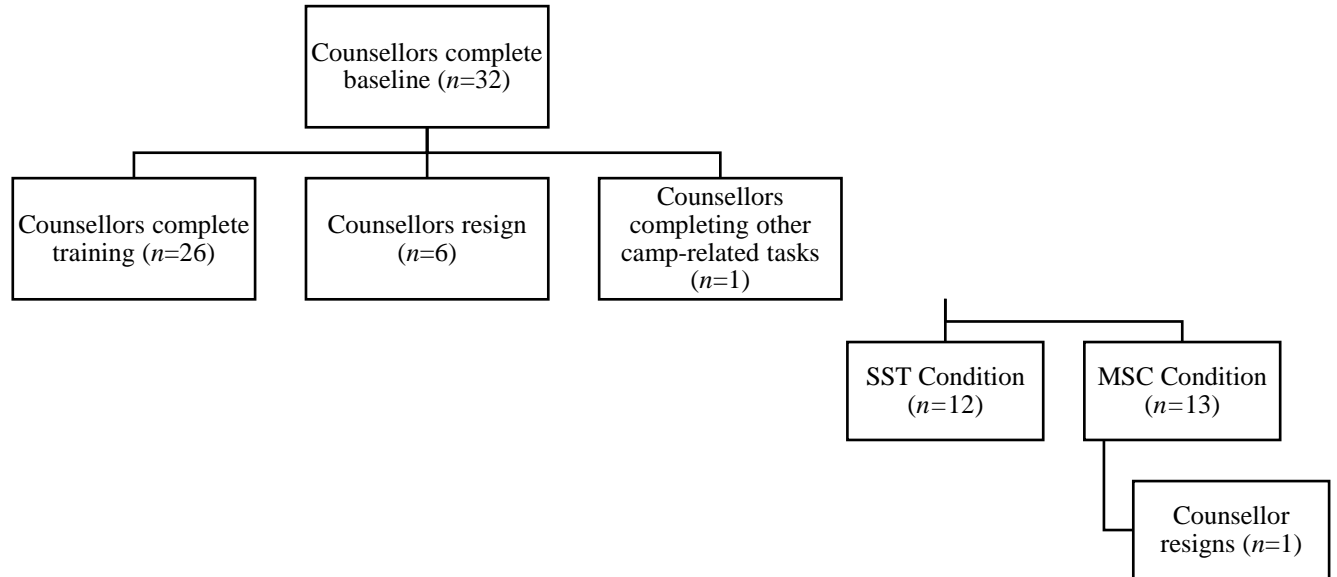 Counsellors complete
baseline (n=32)
Counsellors complete
training (n=26)
Counsellors resign
(n=6)
Counsellors
completing other
camp-related tasks
(n=1)
SST Condition
(n=12)
MSC Condition
(n=13)
Counsellor
resigns (n=1)